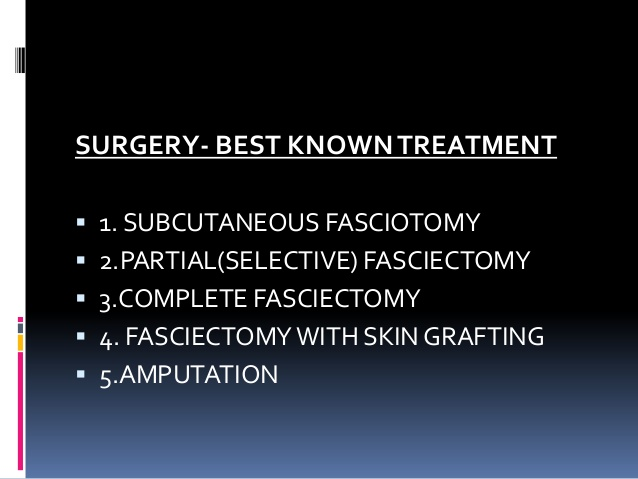 SURGERY- BEST KNOWN TREATMENT
▪ 1. SUBCUTANEOUS FASCIOTOMY
▪ 2.PARTIAL(SELECTIVE) FASCIECTOMY
▪ 3.COMPLETE FASCIECTOMY
▪ 4. FASCIECTOMY WITH SKIN GRAFTING
▪ 5.AMPUTATION